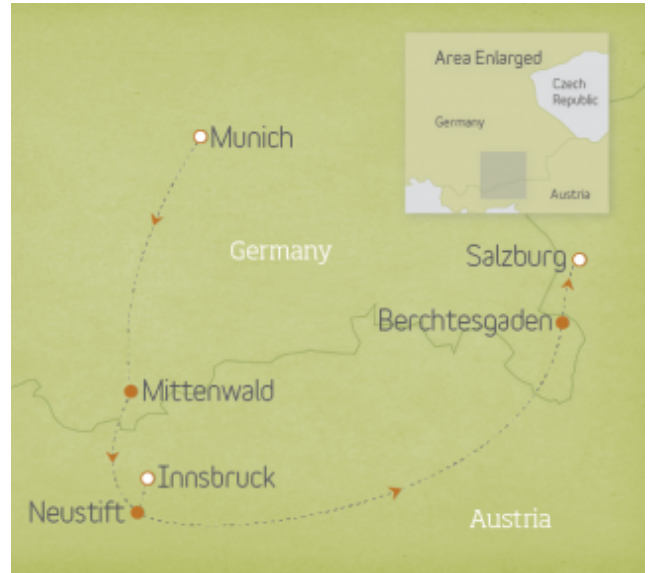 Area Enlarged
Czech
Republic
Germany
Austria
Munich
Germany
Salzburg
Berchtesgaden
Mittenwald
Innsbruck
Neustift
Austria